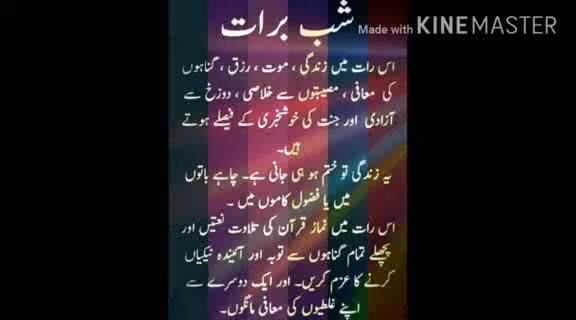 شب برات
Made with KINEMASTER
اس رات میں زندگی ، موت ، رزق ، گناہوں
کی معافی ، مصیبتوں سے خلاصی ، دوزخ سے
آزادی اور جنت کی خوشخبری کے فیصلے ہوتے
ہیں۔
یہ زندگی تو ختم ہو ہی جانی ہے۔ چاہے باتوں
میں یا فضول کاموں میں ۔
اس رات میں نماز قرآن کی تلاوت نعتیں اور
پچھلے تمام گناہوں سے توبہ اور آئیندہ نیکیاں
کرنے کا عزم کریں۔ اور ایک دوسرے سے
اپنے غلطیوں کی معافی مانگوں۔